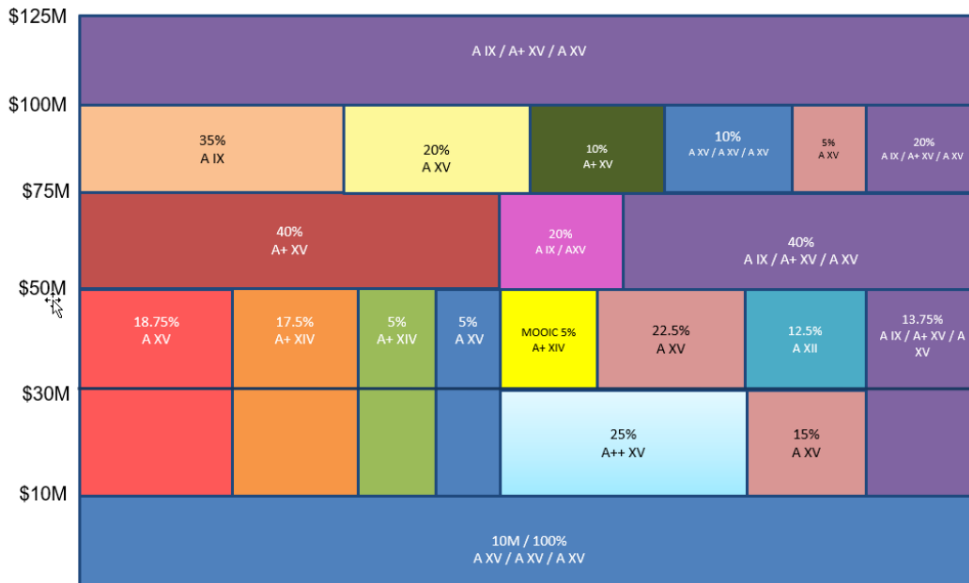 $125M
A IX / A+ XV / A XV
$100M
35%
A IX
20%
A XV
10%
A+ XV
10%
A XV / A XV / A XV
5%
A XV
20%
A IX / A+ XV / A XV
$75M
40%
A+ XV
20%
A IX / AXV
40%
A IX / A+ XV / A XV
$50M
18.75%
A XV
17.5%
A+ XIV
5%
A+ XIV
5%
A XV
MOOIC 5%
A+ XIV
22.5%
A XV
12.5%
A XII
13.75%
A IX / A+ XV / A
XV
$30M
25%
A++ XV
15%
A XV
$10M
10M / 100%
A XV / A XV / A XV